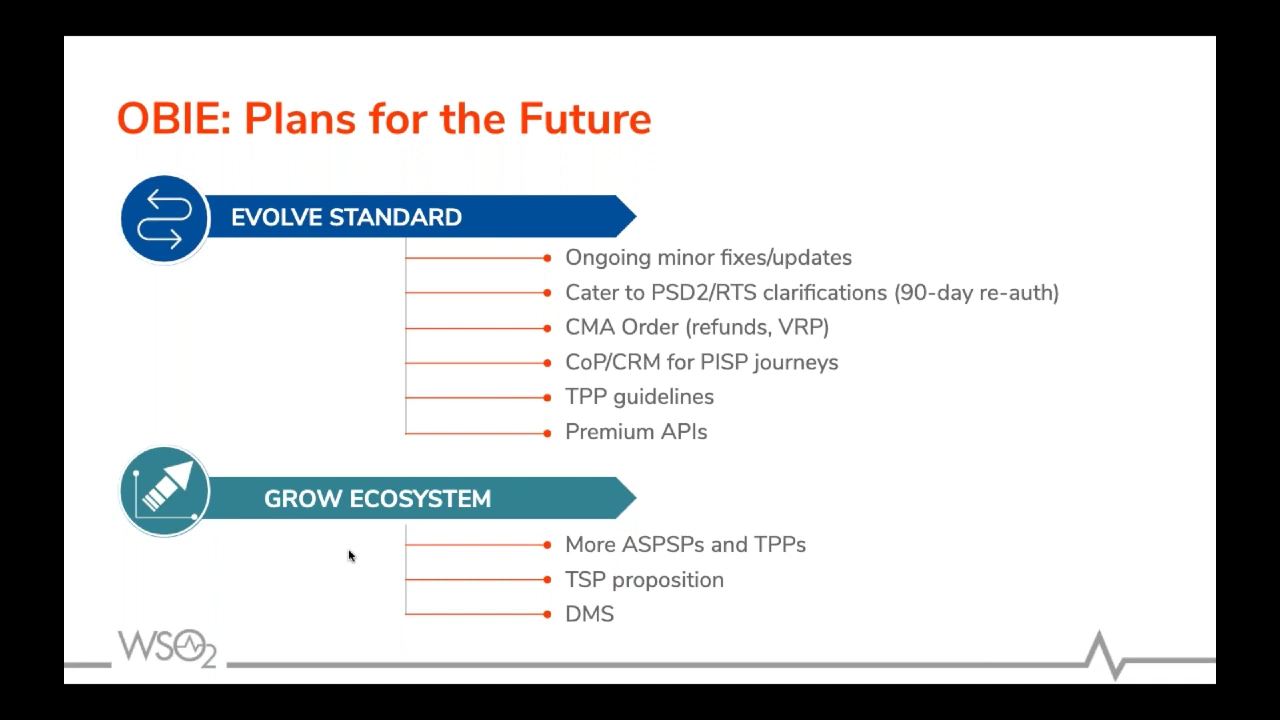 OBIE: Plans for the Future
EVOLVE STANDARD
Ongoing minor fixes/updates
Cater to PSD2/RTS clarifications (90-day re-auth)
CMA Order (refunds, VRP)
CoP/CRM for PISP journeys
TPP guidelines
Premium APIs
GROW ECOSYSTEM
More ASPSPs and TPPs
TSP proposition
DMS
WSO2